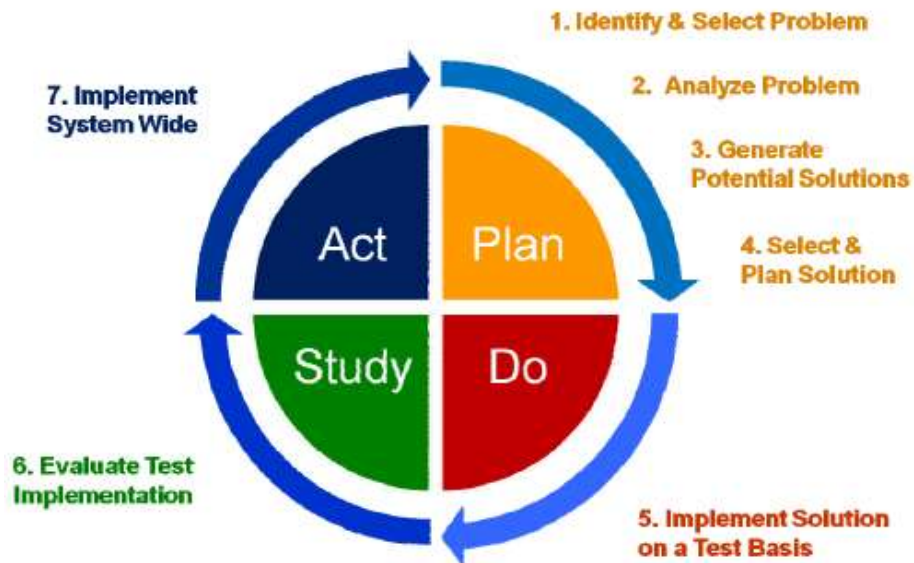 1. Identify & Select Problem
2. Analyze Problem
3. Generate
Potential Solutions
4. Select &
Plan Solution
5. Implement Solution
on a Test Basis
6. Evaluate Test
Implementation
7. Implement
System Wide
Act
Plan
Study
Do